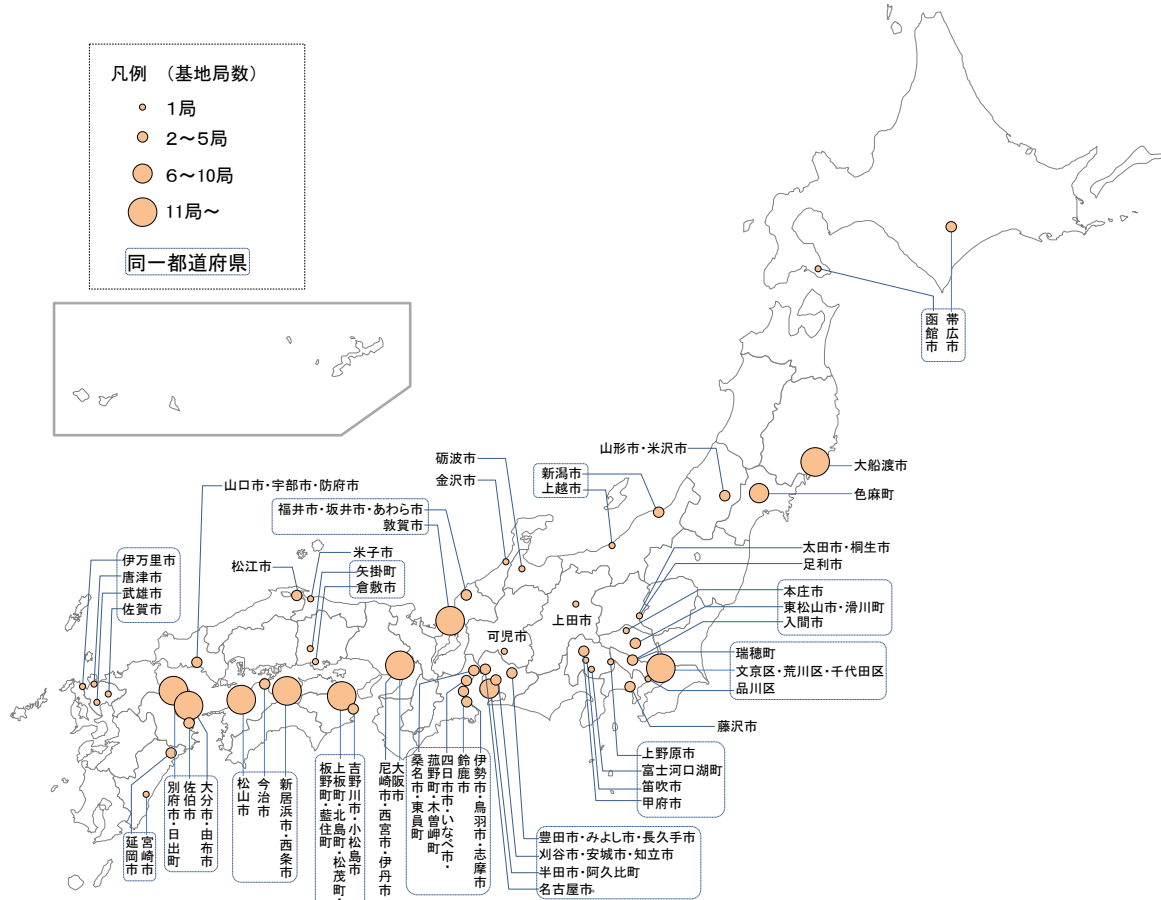 凡例　（基地局数）
1局
2～5局
6～10局
11局～
同一都道府県
函館市
帯広市
大船渡市
色麻町
山形市・米沢市
新潟市
上越市
砺波市
金沢市
福井市・坂井市・あわら市
敦賀市
山口市・宇部市・防府市
米子市
松江市
矢掛町
倉敷市
伊万里市
唐津市
武雄市
佐賀市
太田市・桐生市
足利市
本庄市
東松山市・滑川町
入間市
瑞穂町
文京区・荒川区・千代田区
品川区
藤沢市
上田市
可児市
上野原市
富士河口湖町
笛吹市
甲府市
豊田市・みよし市・長久手市
刈谷市・安城市・知立市
半田市・阿久比町
名古屋市
伊勢市・鳥羽市・志摩市
鈴鹿市
四日市市・いなべ市・
菰野町・木曽岬町
桑名市・東員町
大阪市
尼崎市・西宮市・伊丹市
吉野川市・小松島市
上板町・北島町・松茂町・
板野町・藍住町
新居浜市・西条市
今治市
松山市
大分市・由布市
佐伯市
別府市・日出町
宮崎市
延岡市